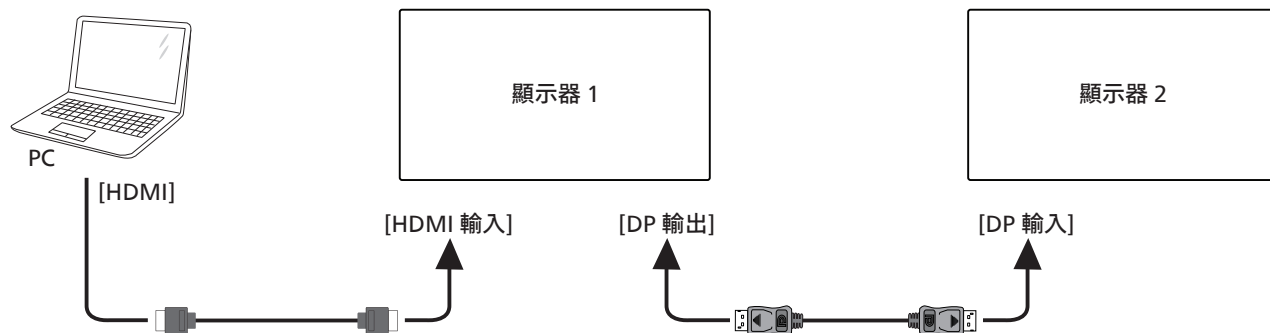 顯示器 1
顯示器 2
PC
[HDMI]
[HDMI 輸入]
[DP 輸出]
[DP 輸入]